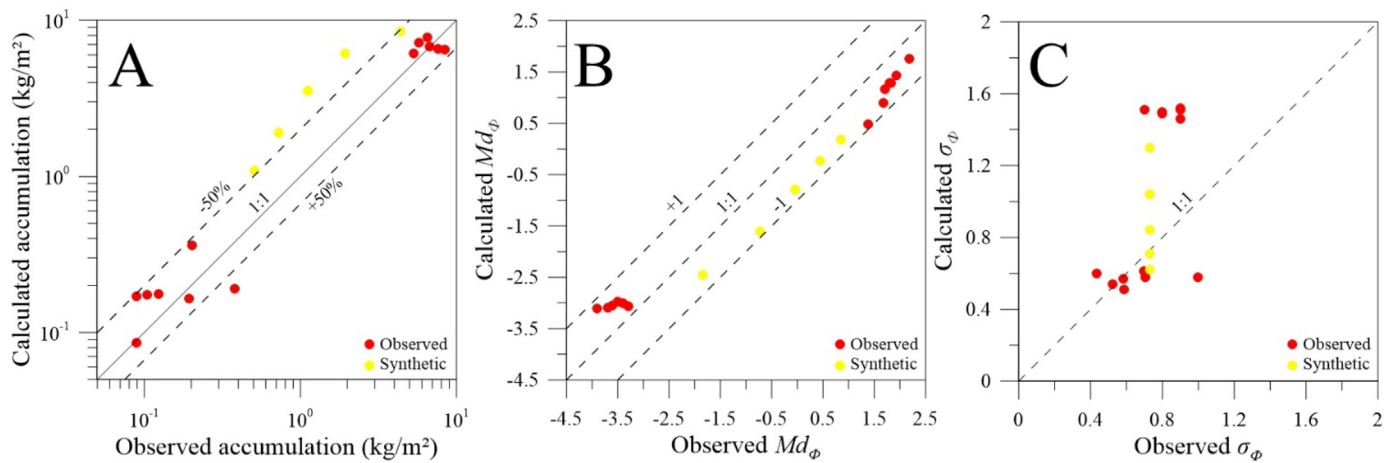 A
Calculated accumulation (kg/m²)
10¹
10⁰
10⁻¹
-50%
1:1
+50%
Observed
Synthetic
10⁻¹ 10⁰ 10¹
Observed accumulation (kg/m²)
B
Calculated Md_Φ
2.5
1.5
0.5
-0.5
-1.5
-2.5
-3.5
-4.5
+1
1:1
-1
Observed
Synthetic
-4.5 -3.5 -2.5 -1.5 -0.5 0.5 1.5 2.5
Observed Md_Φ
C
Calculated σ_Φ
2
1.6
1.2
0.8
0.4
0
1:1
Observed
Synthetic
0 0.4 0.8 1.2 1.6 2
Observed σ_Φ